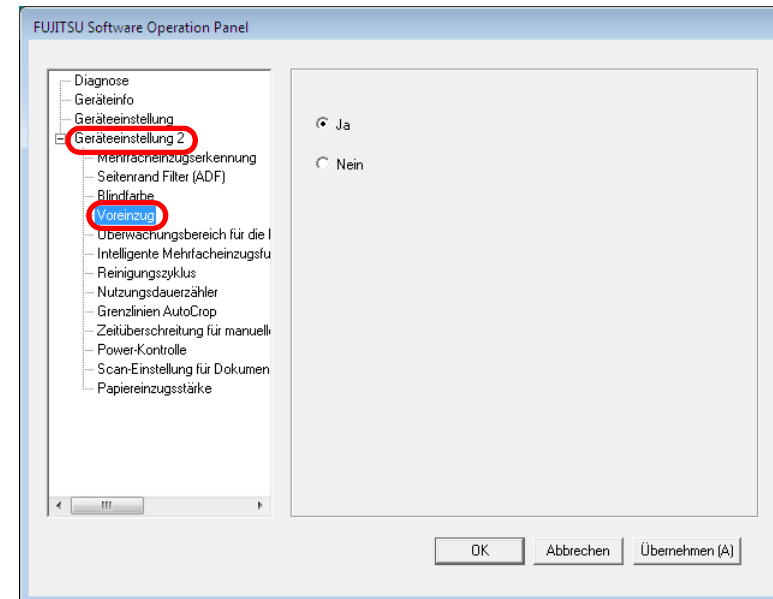 FUJITSU Software Operation Panel
Diagnose
Geräteinfo
Geräteeinstellung
Geräteeinstellung 2
Mehrfacheinzugserkennung
Seitenrand Filter (ADF)
Blindfarbe
Voreinzug
Überwachungsbereich für die I
Intelligente Mehrfacheinzugsfu
Reinigungszyklus
Nutzungsdauerzähler
Grenzlinien AutoCrop
Zeitüberschreitung für manuelle
Power-Kontrolle
Scan-Einstellung für Dokumen
Papiereinzugsstärke
Ja
Nein
OK
Abbrechen
Übernehmen (A)